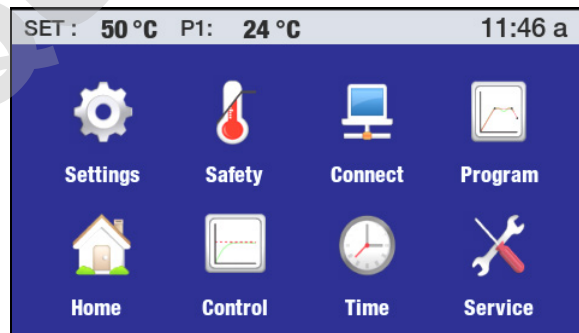 SET : 50 °C P1: 24 °C 11:46 a
Settings Safety Connect Program
Home Control Time Service